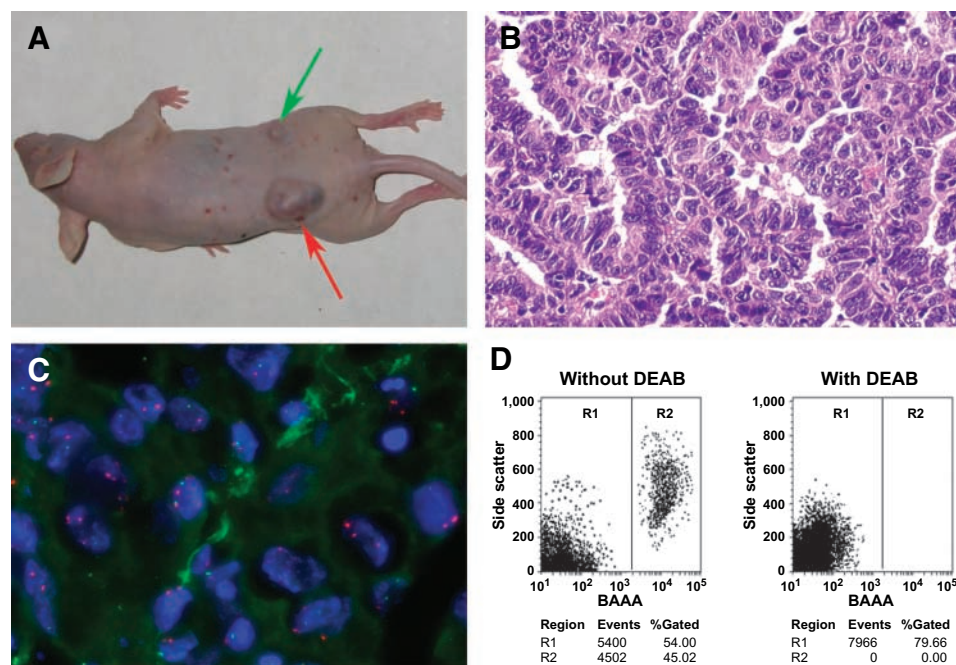 A
B
C
D
Without DEAB
With DEAB
1,000
800
600
400
200
0
Side scatter
R1 R2
10¹ 10² 10³ 10⁴ 10⁵
BAAA
Region Events %Gated
R1 5400 54.00
R2 4502 45.02
1,000
800
600
400
200
0
Side scatter
R1 R2
10¹ 10² 10³ 10⁴ 10⁵
BAAA
Region Events %Gated
R1 7966 79.66
R2 0 0.00